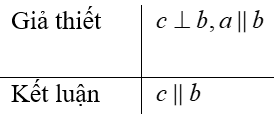 Giả thiết c ⊥ b, a ∥ b
Kết luận c ∥ b